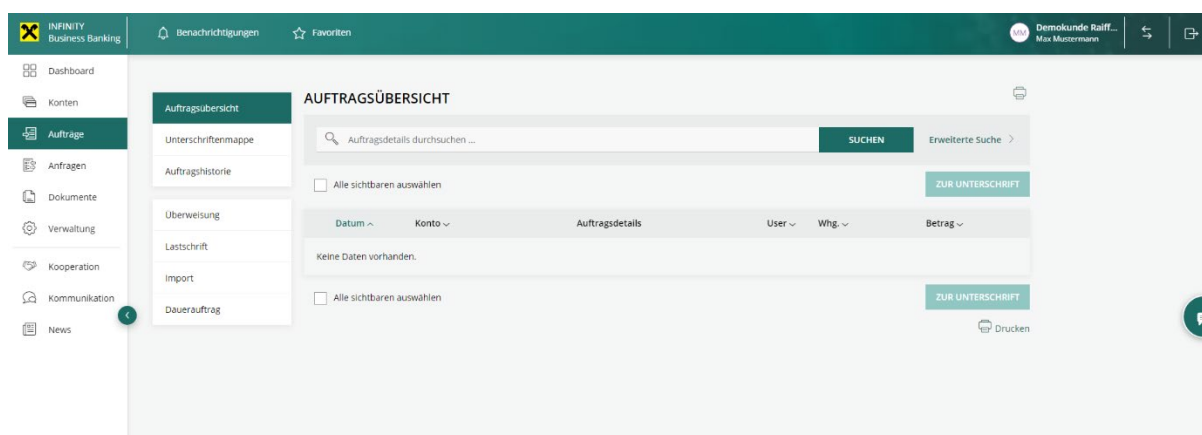 INFINITY
Business Banking
Benachrichtigungen
Favoriten
MM
Demokunde Raiff...
Max Mustermann
Dashboard
Konten
Aufträge
Anfragen
Dokumente
Verwaltung
Kooperation
Kommunikation
News
Auftragsübersicht
Unterschriftenmappe
Auftragshistorie
Überweisung
Lastschrift
Import
Dauerauftrag
AUFTRAGSÜBERSICHT
Auftragsdetails durchsuchen ...
SUCHEN
Erweiterte Suche
Alle sichtbaren auswählen
ZUR UNTERSCHRIFT
Datum Konto Auftragsdetails User Whg. Betrag
Keine Daten vorhanden.
Alle sichtbaren auswählen
ZUR UNTERSCHRIFT
Drucken